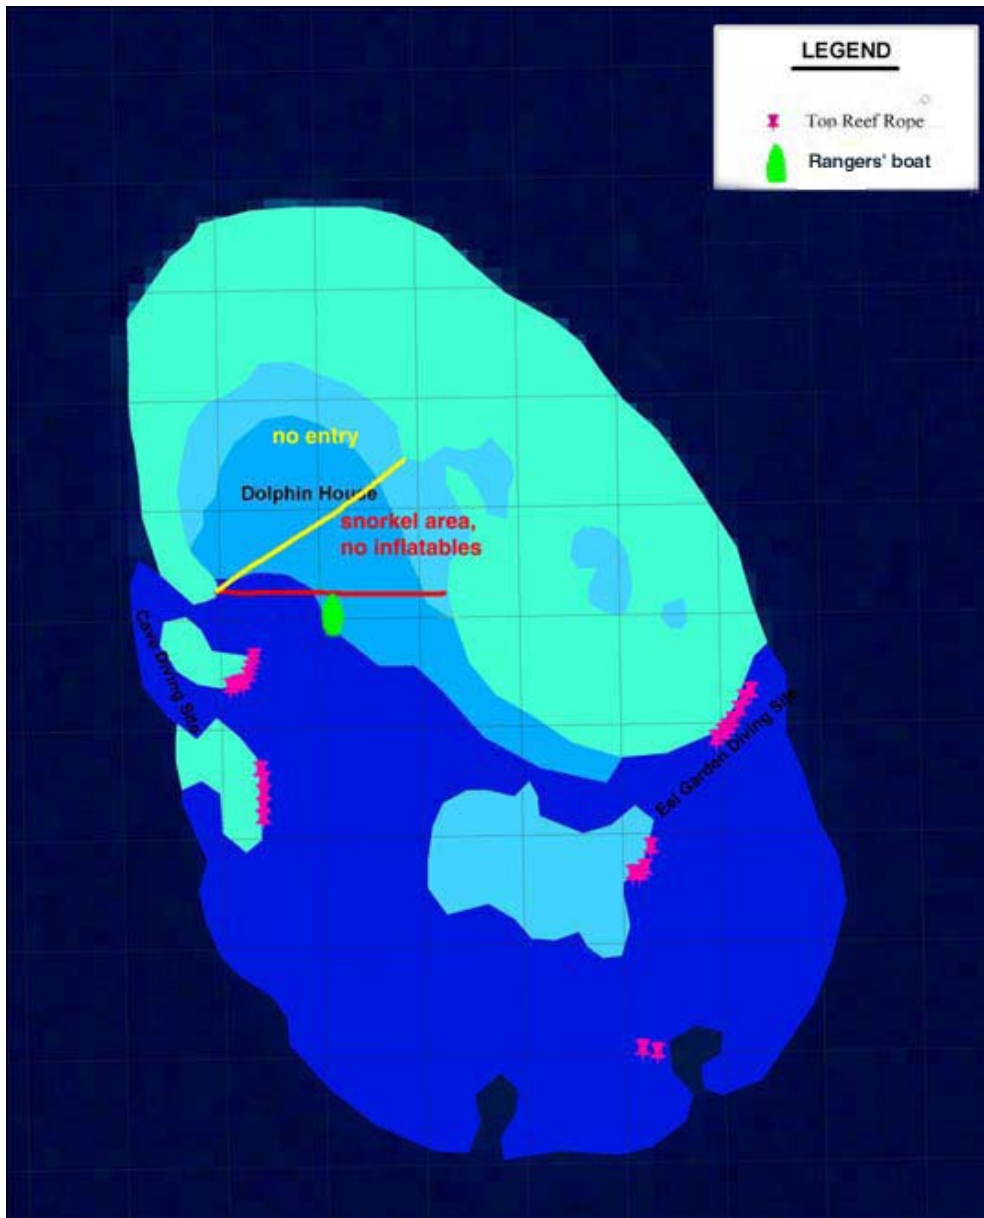 LEGEND
Top Reef Rope
Rangers' boat
no entry
Dolphin House
snorkel area,
no inflatables
Cave Diving Site
Eel Garden Diving Site